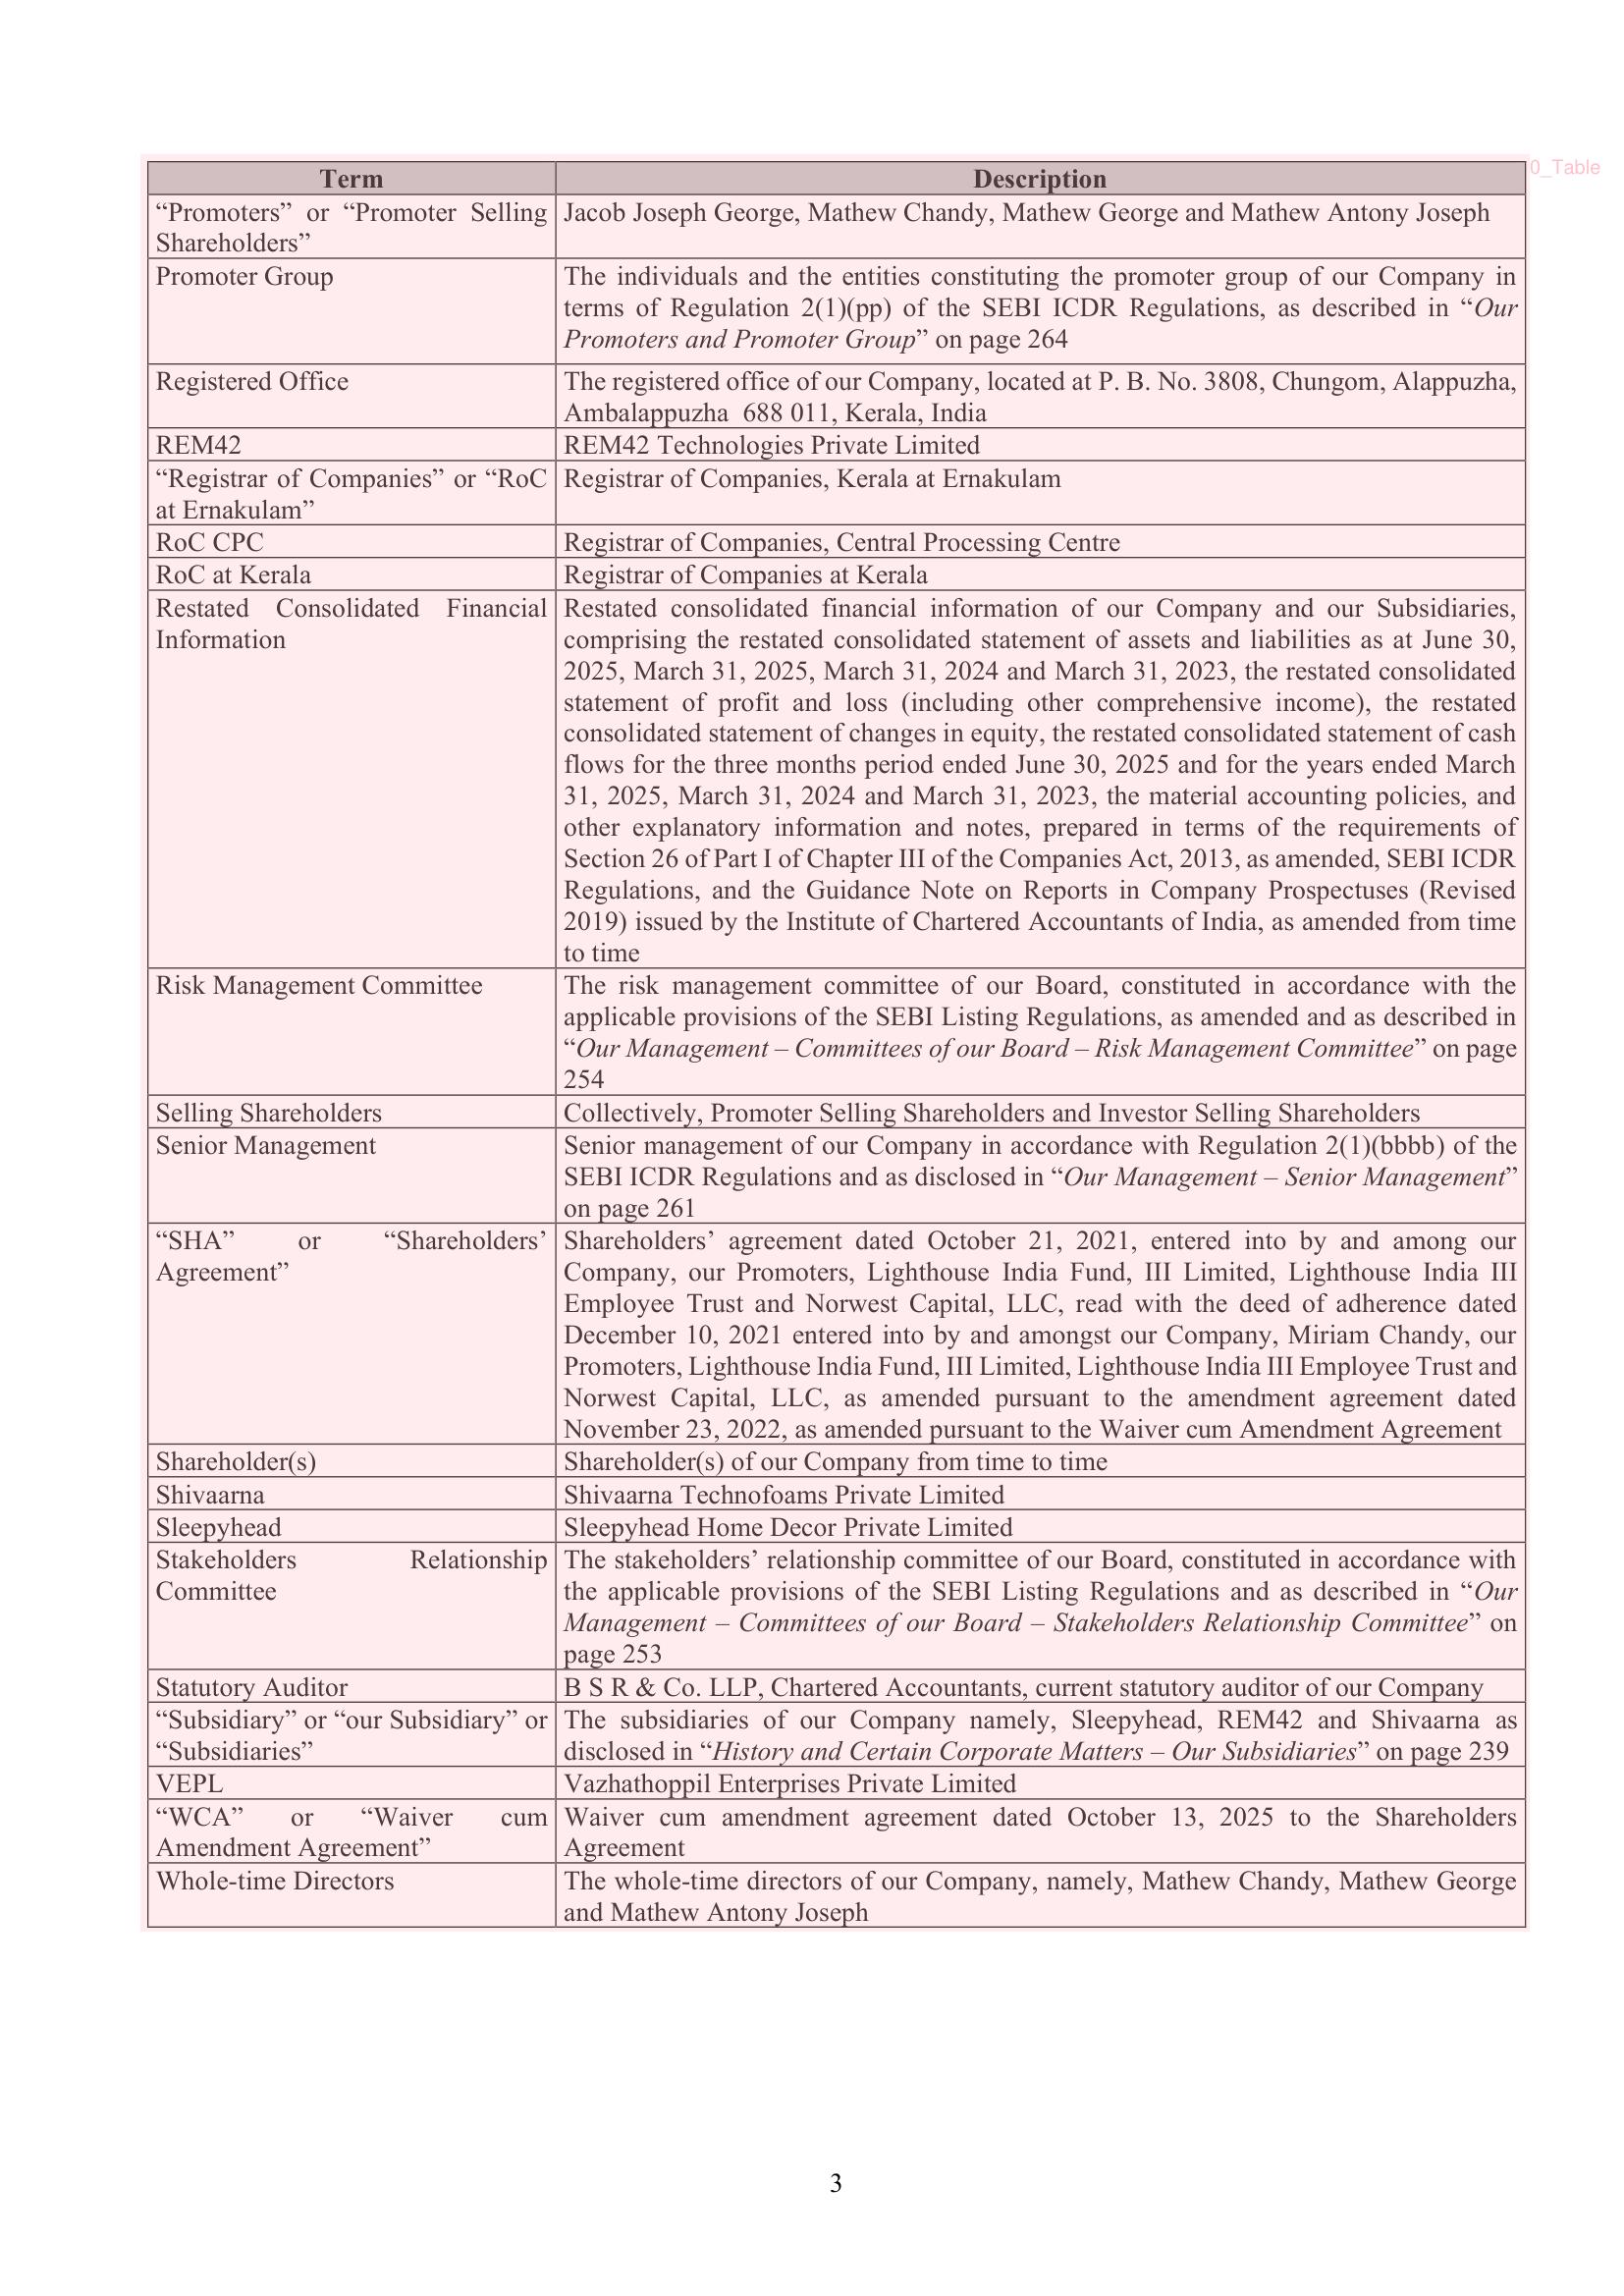 Term Description
0_Table
“Promoters” or “Promoter Selling
Shareholders”
Jacob Joseph George, Mathew Chandy, Mathew George and Mathew Antony Joseph
Promoter Group
The individuals and the entities constituting the promoter group of our Company in
terms of Regulation 2(1)(pp) of the SEBI ICDR Regulations, as described in “Our
Promoters and Promoter Group” on page 264
Registered Office
The registered office of our Company, located at P. B. No. 3808, Chungom, Alappuzha,
Ambalappuzha 688 011, Kerala, India
REM42
REM42 Technologies Private Limited
“Registrar of Companies” or “RoC
at Ernakulam”
Registrar of Companies, Kerala at Ernakulam
RoC CPC
Registrar of Companies, Central Processing Centre
RoC at Kerala
Registrar of Companies at Kerala
Restated Consolidated Financial
Information
Restated consolidated financial information of our Company and our Subsidiaries,
comprising the restated consolidated statement of assets and liabilities as at June 30,
2025, March 31, 2025, March 31, 2024 and March 31, 2023, the restated consolidated
statement of profit and loss (including other comprehensive income), the restated
consolidated statement of changes in equity, the restated consolidated statement of cash
flows for the three months period ended June 30, 2025 and for the years ended March
31, 2025, March 31, 2024 and March 31, 2023, the material accounting policies, and
other explanatory information and notes, prepared in terms of the requirements of
Section 26 of Part I of Chapter III of the Companies Act, 2013, as amended, SEBI ICDR
Regulations, and the Guidance Note on Reports in Company Prospectuses (Revised
2019) issued by the Institute of Chartered Accountants of India, as amended from time
to time
Risk Management Committee
The risk management committee of our Board, constituted in accordance with the
applicable provisions of the SEBI Listing Regulations, as amended and as described in
“Our Management – Committees of our Board – Risk Management Committee” on page
254
Selling Shareholders
Collectively, Promoter Selling Shareholders and Investor Selling Shareholders
Senior Management
Senior management of our Company in accordance with Regulation 2(1)(bbbb) of the
SEBI ICDR Regulations and as disclosed in “Our Management – Senior Management”
on page 261
“SHA” or “Shareholders’
Agreement”
Shareholders’ agreement dated October 21, 2021, entered into by and among our
Company, our Promoters, Lighthouse India Fund, III Limited, Lighthouse India III
Employee Trust and Norwest Capital, LLC, read with the deed of adherence dated
December 10, 2021 entered into by and amongst our Company, Miriam Chandy, our
Promoters, Lighthouse India Fund, III Limited, Lighthouse India III Employee Trust and
Norwest Capital, LLC, as amended pursuant to the amendment agreement dated
November 23, 2022, as amended pursuant to the Waiver cum Amendment Agreement
Shareholder(s)
Shareholder(s) of our Company from time to time
Shivaarna
Shivaarna Technofoams Private Limited
Sleepyhead
Sleepyhead Home Decor Private Limited
Stakeholders Relationship
Committee
The stakeholders’ relationship committee of our Board, constituted in accordance with
the applicable provisions of the SEBI Listing Regulations and as described in “Our
Management – Committees of our Board – Stakeholders Relationship Committee” on
page 253
Statutory Auditor
B S R & Co. LLP, Chartered Accountants, current statutory auditor of our Company
“Subsidiary” or “our Subsidiary” or
“Subsidiaries”
The subsidiaries of our Company namely, Sleepyhead, REM42 and Shivaarna as
disclosed in “History and Certain Corporate Matters – Our Subsidiaries” on page 239
VEPL
Vazhathoppil Enterprises Private Limited
“WCA” or “Waiver cum
Amendment Agreement”
Waiver cum amendment agreement dated October 13, 2025 to the Shareholders
Agreement
Whole-time Directors
The whole-time directors of our Company, namely, Mathew Chandy, Mathew George
and Mathew Antony Joseph
3